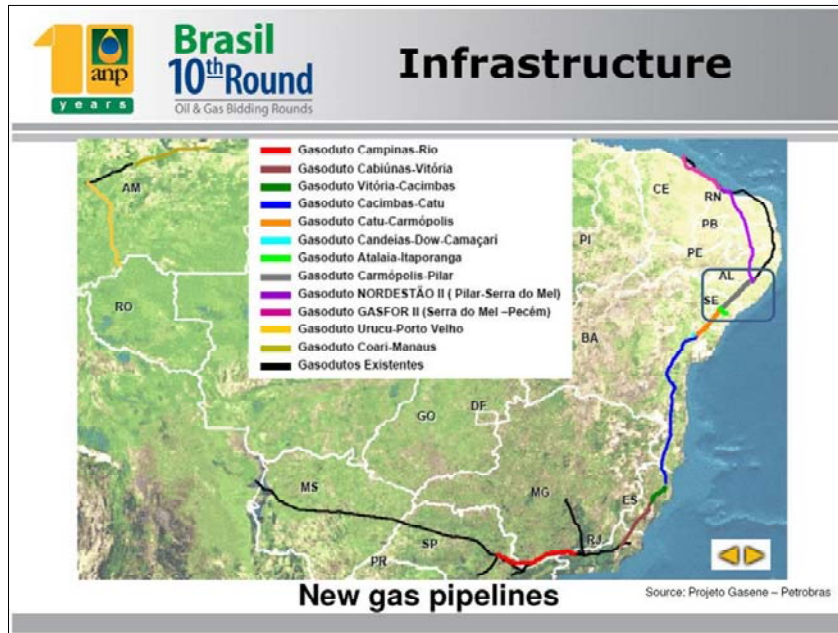 10
anp
years
Brasil
10th Round
Oil & Gas Bidding Rounds
Infrastructure
Gasoduto Campinas-Rio
Gasoduto Cabiúnas-Vitória
Gasoduto Vitória-Cacimbas
Gasoduto Cacimbas-Catu
Gasoduto Catu-Carmópolis
Gasoduto Candeias-Dow-Camaçari
Gasoduto Atalaia-Itaporanga
Gasoduto Carmópolis-Pilar
Gasoduto NORDESTÃO II ( Pilar-Serra do Mel)
Gasoduto GASFOR II (Serra do Mel –Pecém)
Gasoduto Urucu-Porto Velho
Gasoduto Coari-Manaus
Gasodutos Existentes
AM
CE
RN
PB
PI
PE
AL
RO
SE
BA
DF
GO
MS
MG
ES
SP
RJ
PR
New gas pipelines
Source: Projeto Gasene – Petrobras